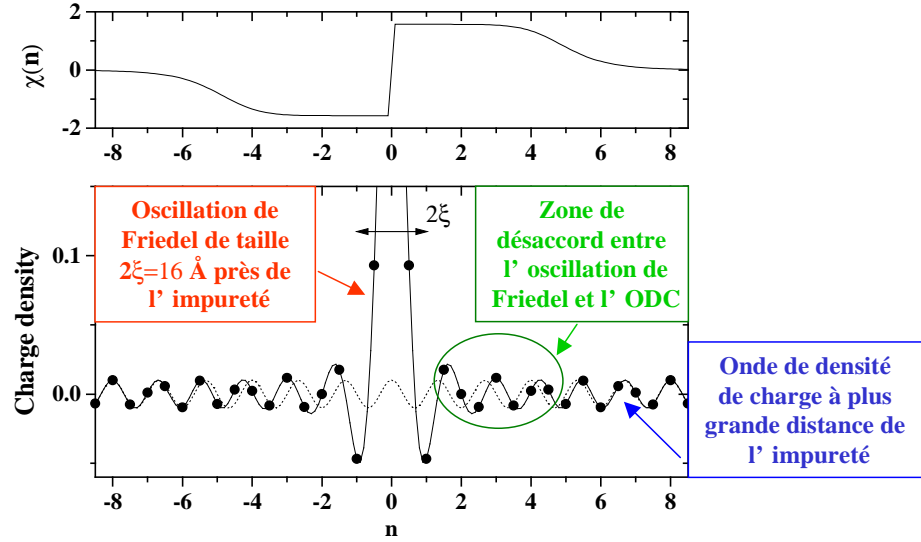 2
0
-2
χ(n)
-8 -6 -4 -2 0 2 4 6 8
Oscillation de
Friedel de taille
2ξ=16 Å près de
l’ impureté
2ξ
Zone de
désaccord entre
l’ oscillation de
Friedel et l’ ODC
0.1
0.0
Charge density
Onde de densité
de charge à plus
grande distance de
l’ impureté
-8 -6 -4 -2 0 2 4 6 8
n